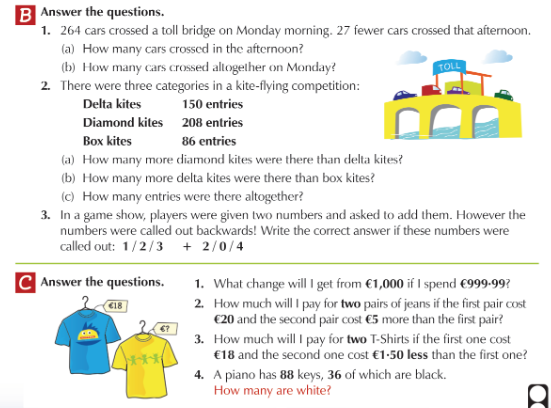 B Answer the questions.
1. 264 cars crossed a toll bridge on Monday morning. 27 fewer cars crossed that afternoon.
(a) How many cars crossed in the afternoon?
(b) How many cars crossed altogether on Monday?
TOLL
2. There were three categories in a kite-flying competition:
Delta kites 150 entries
Diamond kites 208 entries
Box kites 86 entries
(a) How many more diamond kites were there than delta kites?
(b) How many more delta kites were there than box kites?
(c) How many entries were there altogether?
3. In a game show, players were given two numbers and asked to add them. However the
numbers were called out backwards! Write the correct answer if these numbers were
called out: 1/2/3 + 2/0/4
C Answer the questions.
€18
€?
1. What change will I get from €1,000 if I spend €999·99?
2. How much will I pay for two pairs of jeans if the first pair cost
€20 and the second pair cost €5 more than the first pair?
3. How much will I pay for two T-Shirts if the first one cost
€18 and the second one cost €1·50 less than the first one?
4. A piano has 88 keys, 36 of which are black.
How many are white?